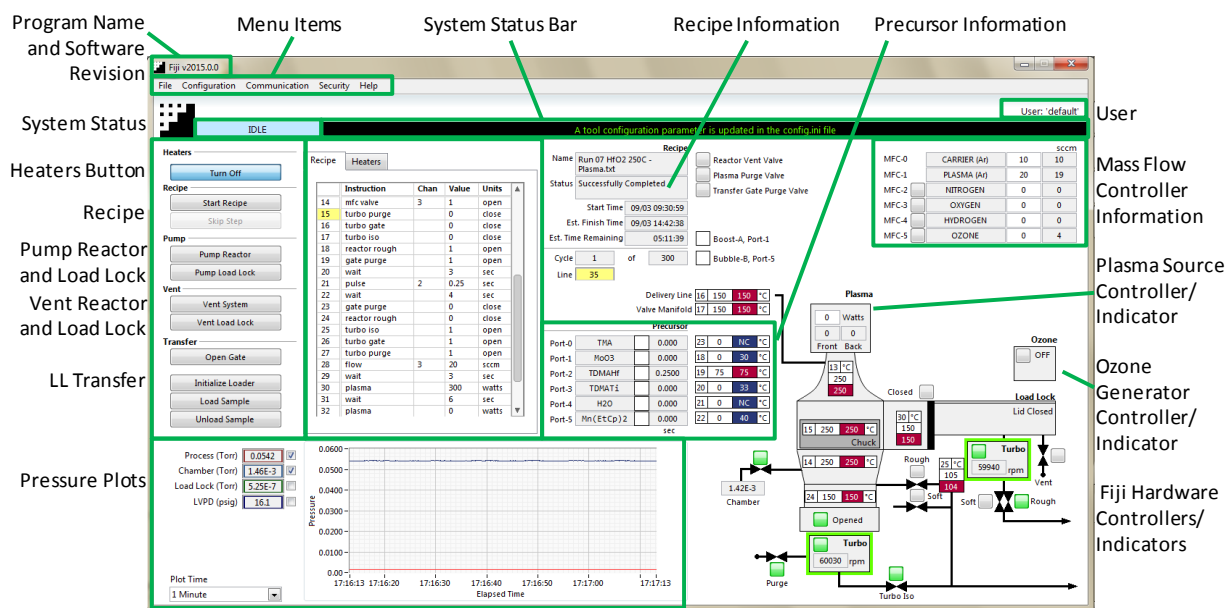 Program Name
and Software
Revision
Menu Items
System Status Bar
Recipe Information
Precursor Information
System Status
Heaters Button
Recipe
Pump Reactor
and Load Lock
Vent Reactor
and Load Lock
LL Transfer
Pressure Plots
User
Mass Flow
Controller
Information
Plasma Source
Controller/
Indicator
Ozone
Generator
Controller/
Indicator
Fiji Hardware
Controllers/
Indicators
Fiji v2015.0.0
File Configuration Communication Security Help
User: 'default'
IDLE
A tool configuration parameter is updated in the config.ini file
Heaters
Turn Off
Recipe
Start Recipe
Skip Step
Pump
Pump Reactor
Pump Load Lock
Vent
Vent System
Vent Load Lock
Transfer
Open Gate
Initialize Loader
Load Sample
Unload Sample
Recipe Heaters
Instruction Chan Value Units
14 mfc valve 3 1 open
15 turbo purge 0 close
16 turbo gate 0 close
17 turbo iso 0 close
18 reactor rough 1 open
19 gate purge 1 open
20 wait 3 sec
21 pulse 2 0.25 sec
22 wait 4 sec
23 gate purge 0 close
24 reactor rough 0 close
25 turbo iso 1 open
26 turbo gate 1 open
27 turbo purge 1 open
28 flow 3 20 sccm
29 wait 3 sec
30 plasma 300 watts
31 wait 6 sec
32 plasma 0 watts
Recipe
Name Run 07 HfO2 250C -
Plasma.txt
Status Successfully Completed
Start Time 09/03 09:30:59
Est. Finish Time 09/03 14:42:38
Est. Time Remaining 05:11:39
Cycle 1 of 300
Line 35
Reactor Vent Valve
Plasma Purge Valve
Transfer Gate Purge Valve
Boost-A, Port-1
Bubble-B, Port-5
Delivery Line 16 150 150 °C
Valve Manifold 17 150 150 °C
Precursor
Port-0 TMA 0.000 23 0 NC °C
Port-1 MoO3 0.000 18 0 30 °C
Port-2 TDMAHf 0.2500 19 75 75 °C
Port-3 TDMATi 0.000 20 0 33 °C
Port-4 H2O 0.000 21 0 NC °C
Port-5 Mn(EtCp)2 0.000 22 0 40 °C
sec
sccm
MFC-0 CARRIER (Ar) 10 10
MFC-1 PLASMA (Ar) 20 19
MFC-2 NITROGEN 0 0
MFC-3 OXYGEN 0 0
MFC-4 HYDROGEN 0 0
MFC-5 OZONE 0 4
Plasma
0 Watts
0 0
Front Back
Ozone
OFF
13 °C
250
250
Closed
Load Lock
Lid Closed
30 °C
150
150
15 250 250 °C
Chuck
14 250 250 °C
Rough
Soft
25 °C
105
104
Turbo
59940 rpm
Vent
Soft Rough
1.42E-3
Chamber
24 150 150 °C
Opened
Turbo
60030 rpm
Purge
Turbo Iso
Process (Torr) 0.0542
Chamber (Torr) 1.46E-3
Load Lock (Torr) 5.25E-7
LVPD (psig) 16.1
Plot Time
1 Minute
Pressure
0.0600
0.0500
0.0400
0.0300
0.0200
0.0100
0.00
17:16:13 17:16:20 17:16:30 17:16:40 17:16:50 17:17:00 17:17:13
Elapsed Time